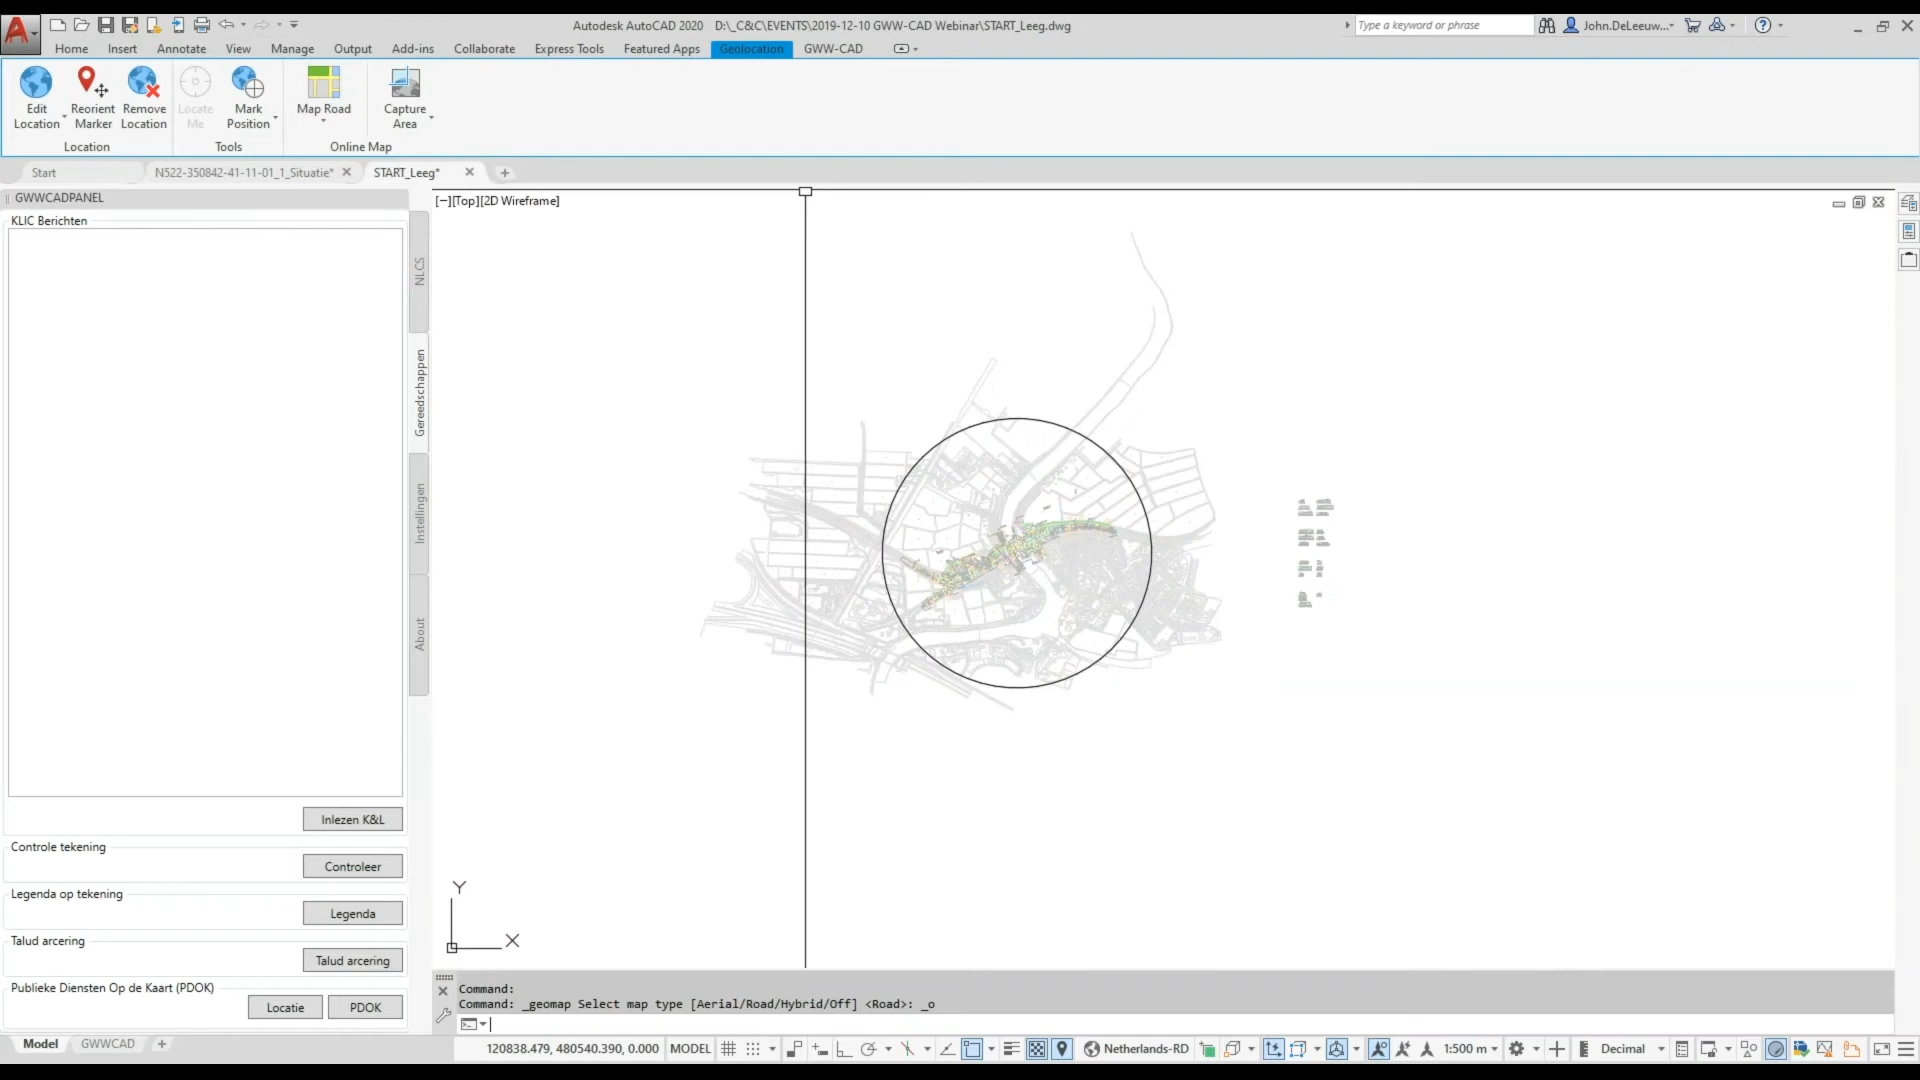 Autodesk AutoCAD 2020 D:\_C&C\EVENTS\2019-12-10 GWW-CAD Webinar\START_Leeg.dwg
Type a keyword or phrase
John.DeLeeuw...
Home Insert Annotate View Manage Output Add-ins Collaborate Express Tools Featured Apps Geolocation GWW-CAD
Edit Location
Reorient Marker
Remove Location
Locate Me
Mark Position
Map Road
Capture Area
Location Tools Online Map
Start N522-350842-41-11-01_1_Situatie* START_Leeg*
GWWCADPANEL
[−][Top][2D Wireframe]
KLIC Berichten
NLCS
Gereedschappen
Instellingen
About
Inlezen K&L
Controle tekening
Controleer
Legenda op tekening
Legenda
Talud arcering
Talud arcering
Publieke Diensten Op de Kaart (PDOK)
Locatie PDOK
Y
X
Command:
Command: _geomap Select map type [Aerial/Road/Hybrid/Off] <Road>: _o
Model GWWCAD
120838.479, 480540.390, 0.000 MODEL Netherlands-RD 1:500 m Decimal